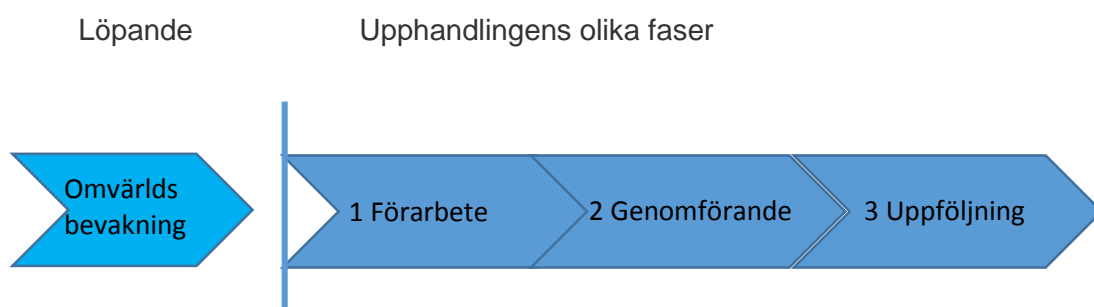 Löpande
Upphandlingens olika faser
Omvärlds
bevakning
1 Förarbete
2 Genomförande
3 Uppföljning